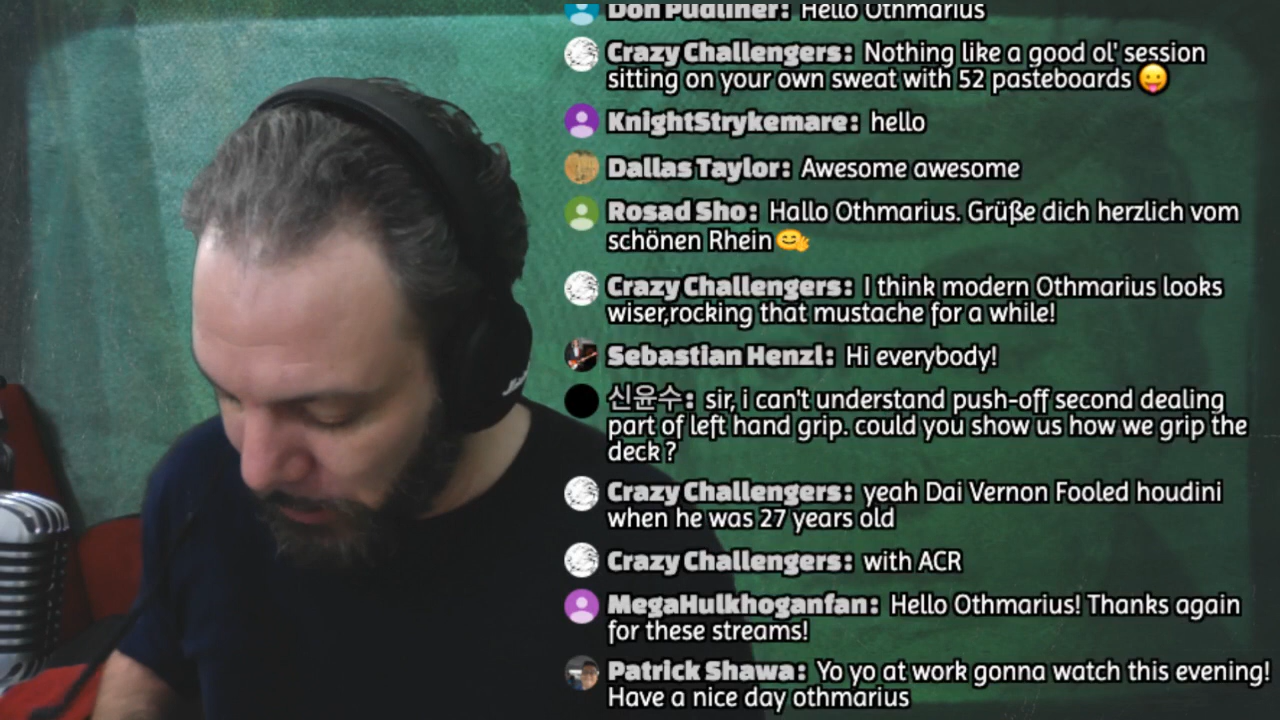 Don Pudliner: Hello Othmarius
Crazy Challengers: Nothing like a good ol' session
sitting on your own sweat with 52 pasteboards 😛
KnightStrykemare: hello
Dallas Taylor: Awesome awesome
Rosad Sho: Hallo Othmarius. Grüße dich herzlich vom
schönen Rhein
Crazy Challengers: I think modern Othmarius looks
wiser,rocking that mustache for a while!
Sebastian Henzl: Hi everybody!
신윤수: sir, i can't understand push-off second dealing
part of left hand grip. could you show us how we grip the
deck?
Crazy Challengers: yeah Dai Vernon Fooled houdini
when he was 27 years old
Crazy Challengers: with ACR
MegaHulkhoganfan: Hello Othmarius! Thanks again
for these streams!
Patrick Shawa: Yo yo at work gonna watch this evening!
Have a nice day othmarius